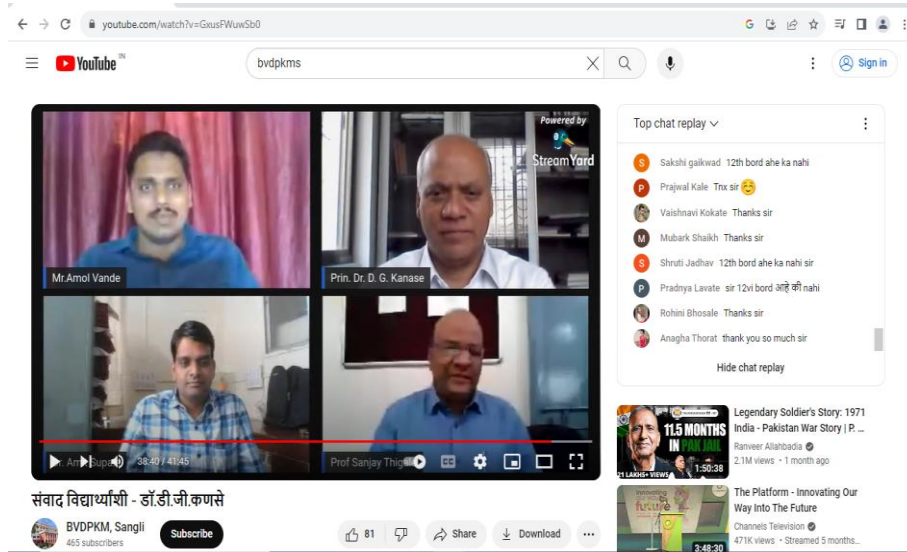 youtube.com/watch?v=GxusFWuwSb0
YouTube IN
bvdpkms
Sign in
Powered by
StreamYard
Mr.Amol Vande
Prin. Dr. D. G. Kanase
38:40 / 41:45
Prof Sanjay
Top chat replay
Sakshi gaikwad 12th bord ahe ka nahi
Prajwal Kale Tnx sir
Vaishnavi Kokate Thanks sir
Mubark Shaikh Thanks sir
Shruti Jadhav 12th bord ahe ka nahi sir
Pradnya Lavate sir 12vi bord आहे की nahi
Rohini Bhosale Thanks sir
Anagha Thorat thank you so much sir
Hide chat replay
संवाद विद्यार्थ्यांशी - डॉ.डी.जी.कणसे
BVDPKM, Sangli
465 subscribers
Subscribe
81
Share
Download
11.5 MONTHS
IN PAK JAIL
21 LAKHS+ VIEWS
1:50:38
Legendary Soldier's Story: 1971
India - Pakistan War Story | P. ...
Ranveer Allahbadia
2.1M views • 1 month ago
3:48:30
The Platform - Innovating Our
Way Into The Future
Channels Television
471K views • Streamed 5 months...